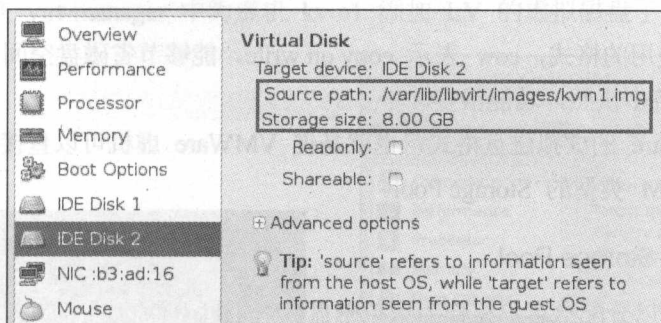 Overview
Performance
Processor
Memory
Boot Options
IDE Disk 1
IDE Disk 2
NIC :b3:ad:16
Mouse
Virtual Disk
Target device: IDE Disk 2
Source path: /var/lib/libvirt/images/kvm1.img
Storage size: 8.00 GB
Readonly:
Shareable:
Advanced options
Tip: 'source' refers to information seen
from the host OS, while 'target' refers to
information seen from the guest OS